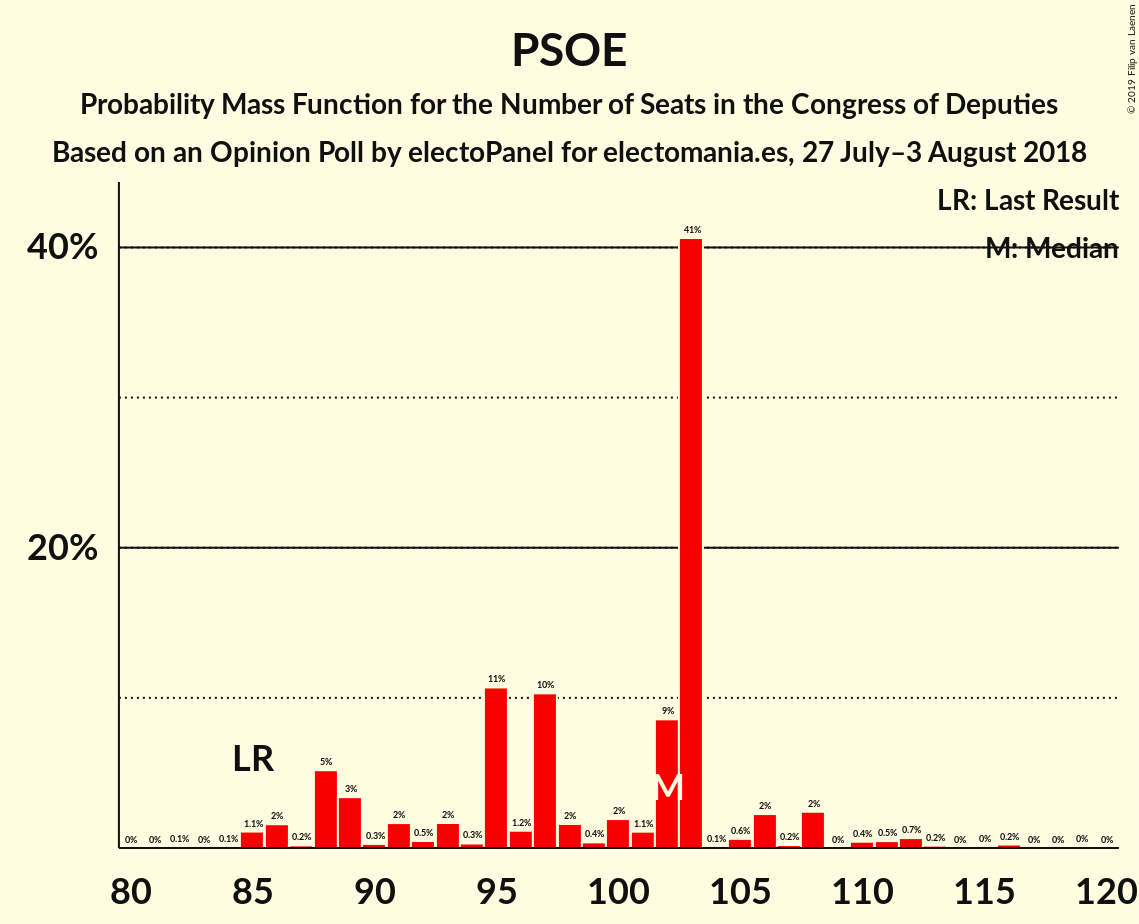 PSOE
Probability Mass Function for the Number of Seats in the Congress of Deputies
Based on an Opinion Poll by electoPanel for electomania.es, 27 July–3 August 2018
© 2019 Filip van Laenen
LR: Last Result
M: Median
40%
20%
41%
11%
10%
9%
M
LR
0% 0% 0.1% 0% 0.1% 1.1% 2% 0.2% 5% 3% 0.3% 2% 0.5% 2% 0.3% 1.2% 2% 0.4% 2% 1.1% 0.1% 0.6% 2% 0.2% 2% 0% 0.4% 0.5% 0.7% 0.2% 0% 0% 0.2% 0% 0% 0% 0%
80 85 90 95 100 105 110 115 120